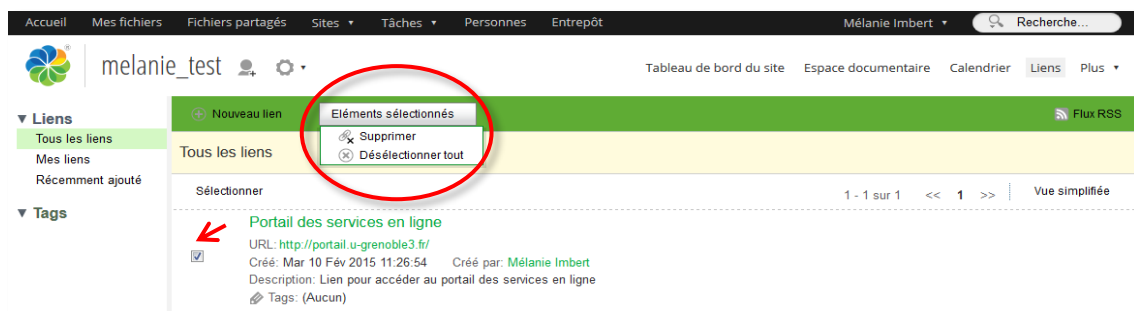 Accueil Mes fichiers Fichiers partagés Sites Tâches Personnes Entrepôt Mélanie Imbert Recherche...
melanie_test Tableau de bord du site Espace documentaire Calendrier Liens Plus
Liens
Tous les liens
Mes liens
Récemment ajouté
Tags
Nouveau lien Eléments sélectionnés Flux RSS
Supprimer
Désélectionner tout
Tous les liens
Sélectionner 1 - 1 sur 1 << 1 >> Vue simplifiée
Portail des services en ligne
URL: http://portail.u-grenoble3.fr/
Créé: Mar 10 Fév 2015 11:26:54 Créé par: Mélanie Imbert
Description: Lien pour accéder au portail des services en ligne
Tags: (Aucun)